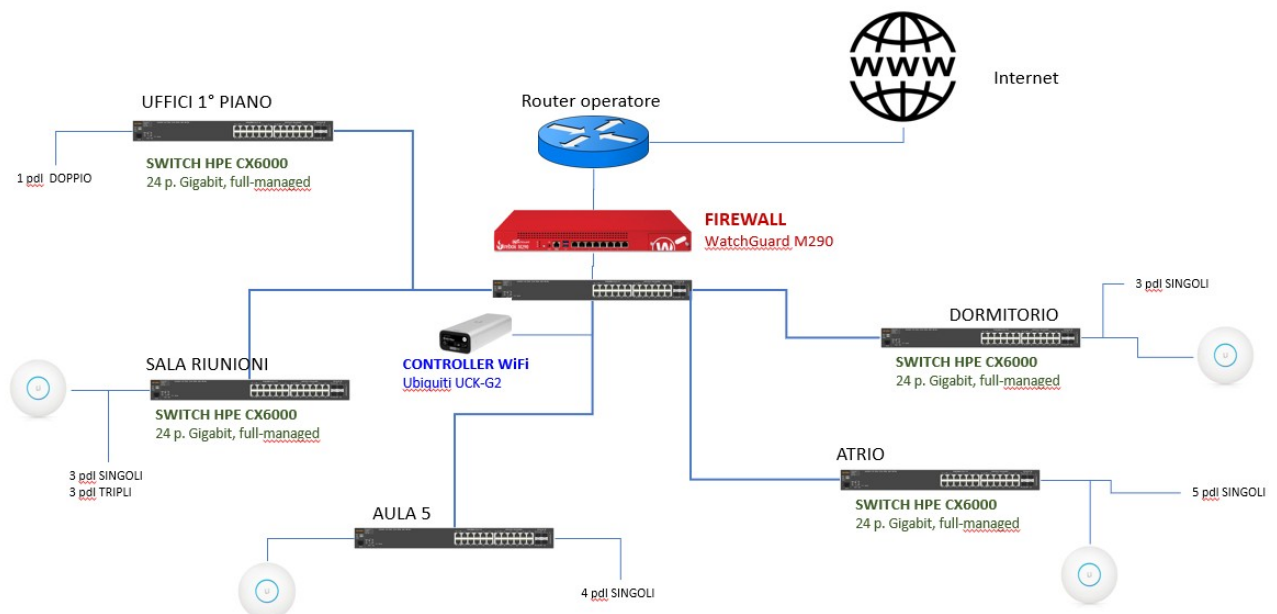 WWW
Internet
Router operatore
UFFICI 1° PIANO
SWITCH HPE CX6000
24 p. Gigabit, full-managed
1 pdl DOPPIO
FIREWALL
WatchGuard M290
CONTROLLER WiFi
Ubiquiti UCK-G2
SALA RIUNIONI
SWITCH HPE CX6000
24 p. Gigabit, full-managed
3 pdl SINGOLI
3 pdl TRIPLI
DORMITORIO
SWITCH HPE CX6000
24 p. Gigabit, full-managed
3 pdl SINGOLI
ATRIO
SWITCH HPE CX6000
24 p. Gigabit, full-managed
5 pdl SINGOLI
AULA 5
4 pdl SINGOLI